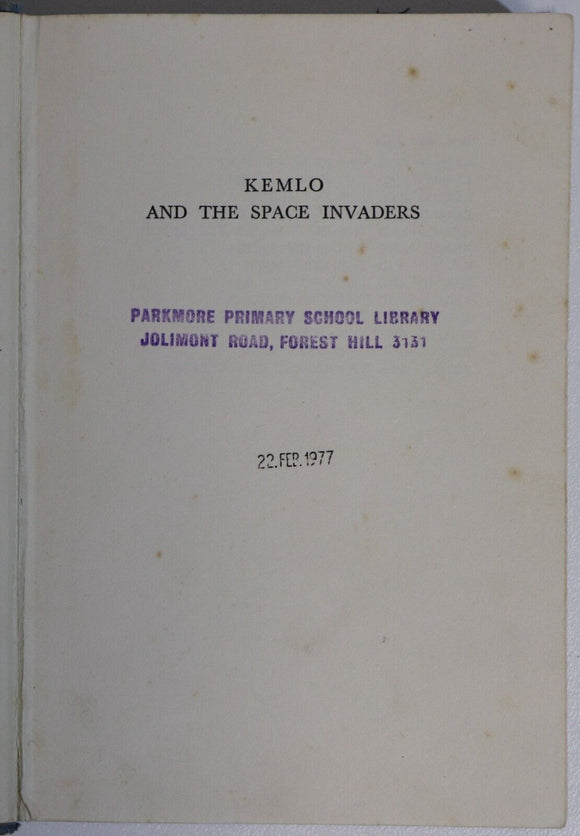 KEMLO
AND THE SPACE INVADERS
PARKMORE PRIMARY SCHOOL LIBRARY
JOLIMONT ROAD, FOREST HILL 3131
22.FEB.1977